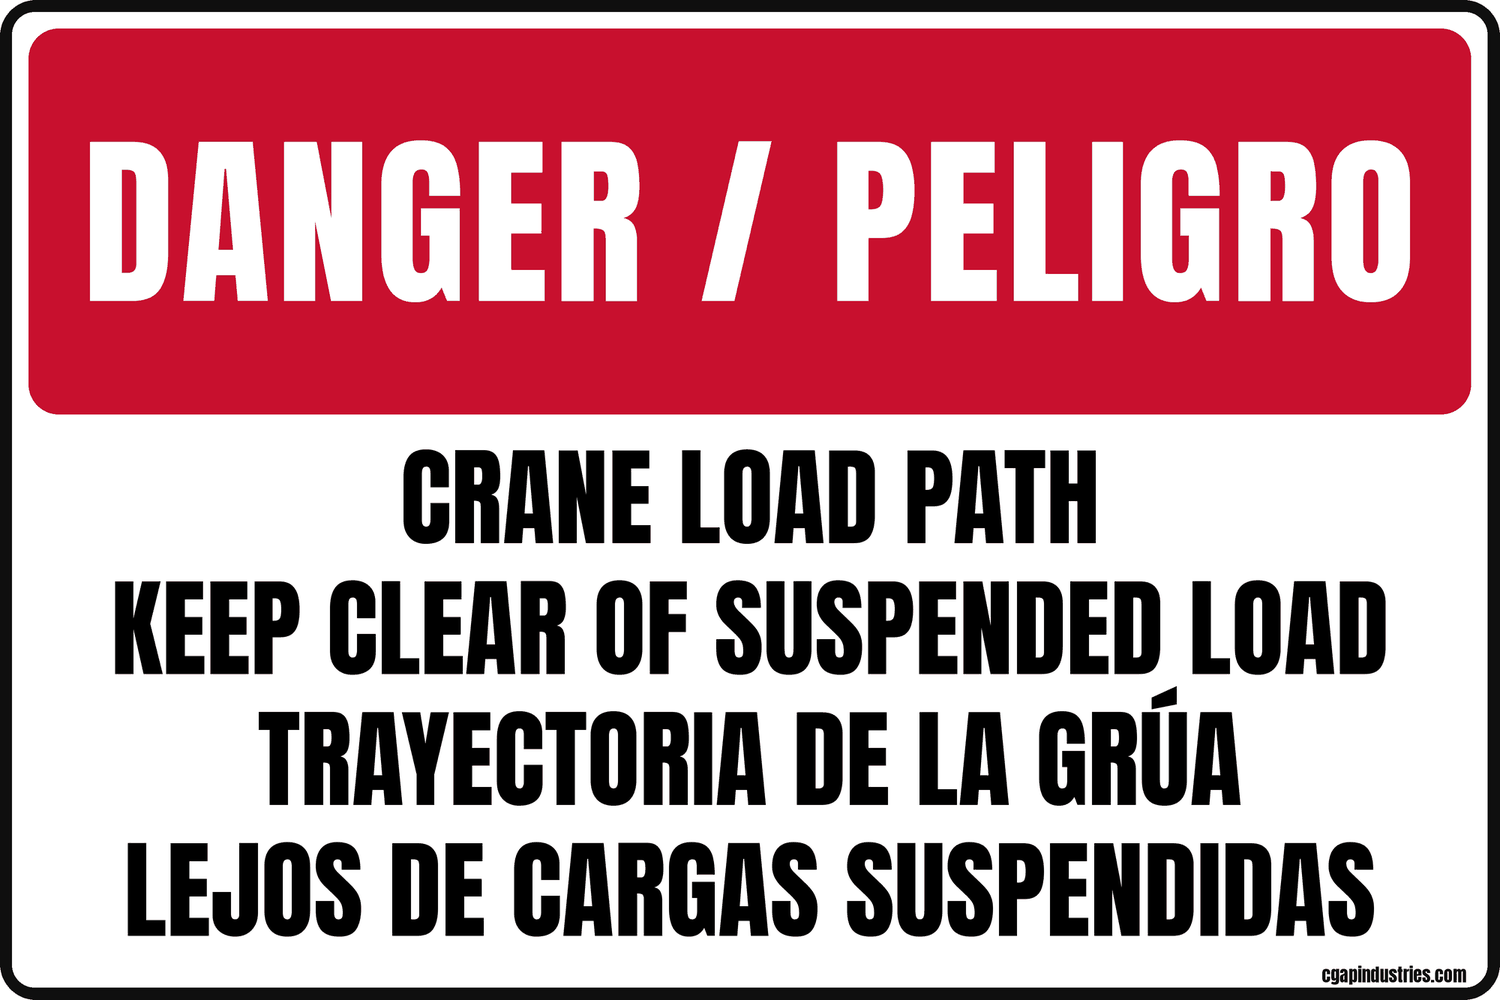 DANGER / PELIGRO
CRANE LOAD PATH
KEEP CLEAR OF SUSPENDED LOAD
TRAYECTORIA DE LA GRÚA
LEJOS DE CARGAS SUSPENDIDAS
cgapindustries.com